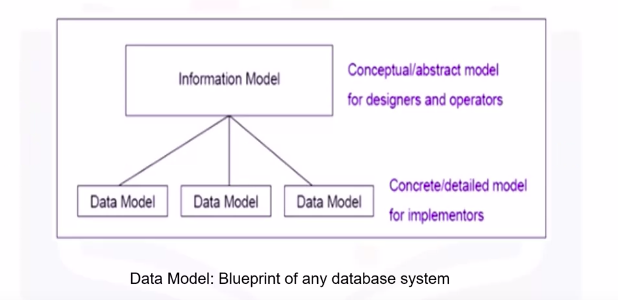 Information Model
Conceptual/abstract model
for designers and operators
Data Model
Data Model
Data Model
Concrete/detailed model
for implementors
Data Model: Blueprint of any database system